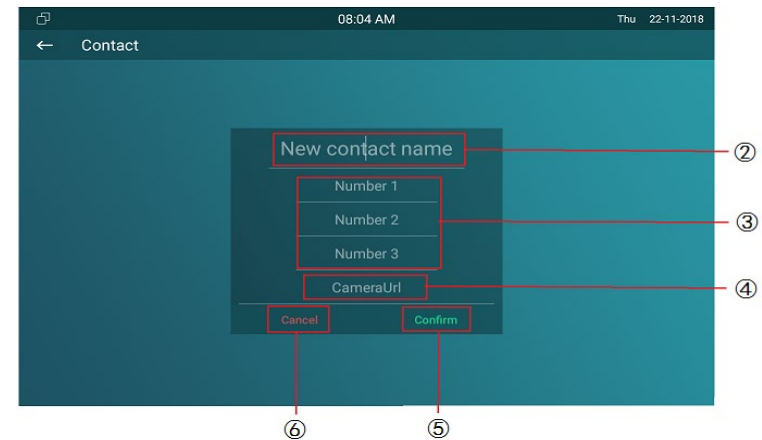 08:04 AM Thu 22-11-2018
← Contact
New contact name ②
Number 1
Number 2 ③
Number 3
CameraUrl ④
Cancel Confirm
⑥ ⑤